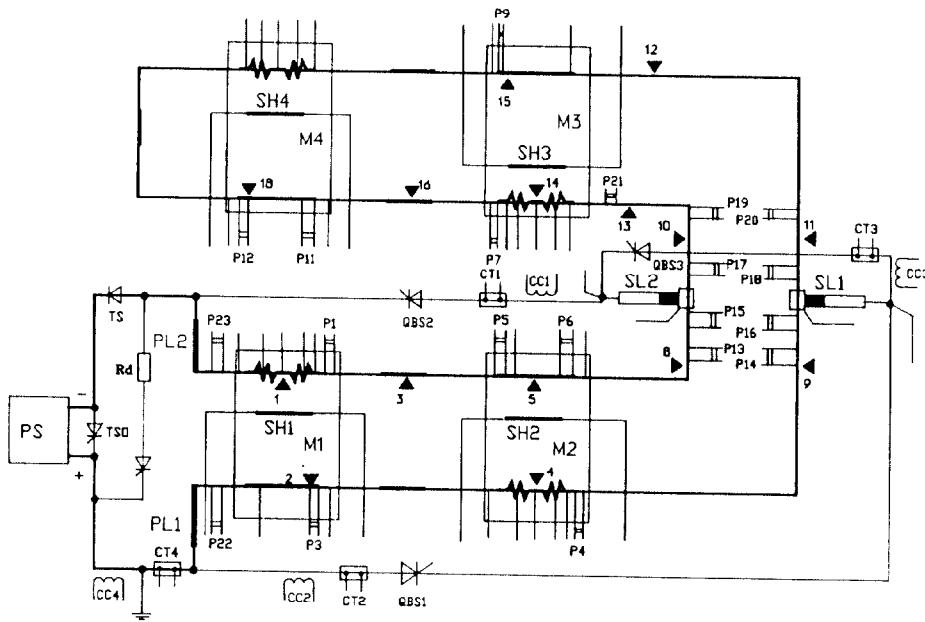 P9
12
15
SH4
M3
M4
SH3
18
16
14
P21
P19
13
P20
10
11
CT3
P12
P11
P7
QBS3
P17
P18
CT1
CC1
SL2
SL1
TS
QBS2
P15
P16
P23
P1
P5
P6
PL2
Rd
P13
P14
8
9
1
3
5
−
PS
TSO
SH1
M1
SH2
M2
+
2
4
PL1
P22
P3
P4
CT4
CC4
CC2
CT2
QBS1